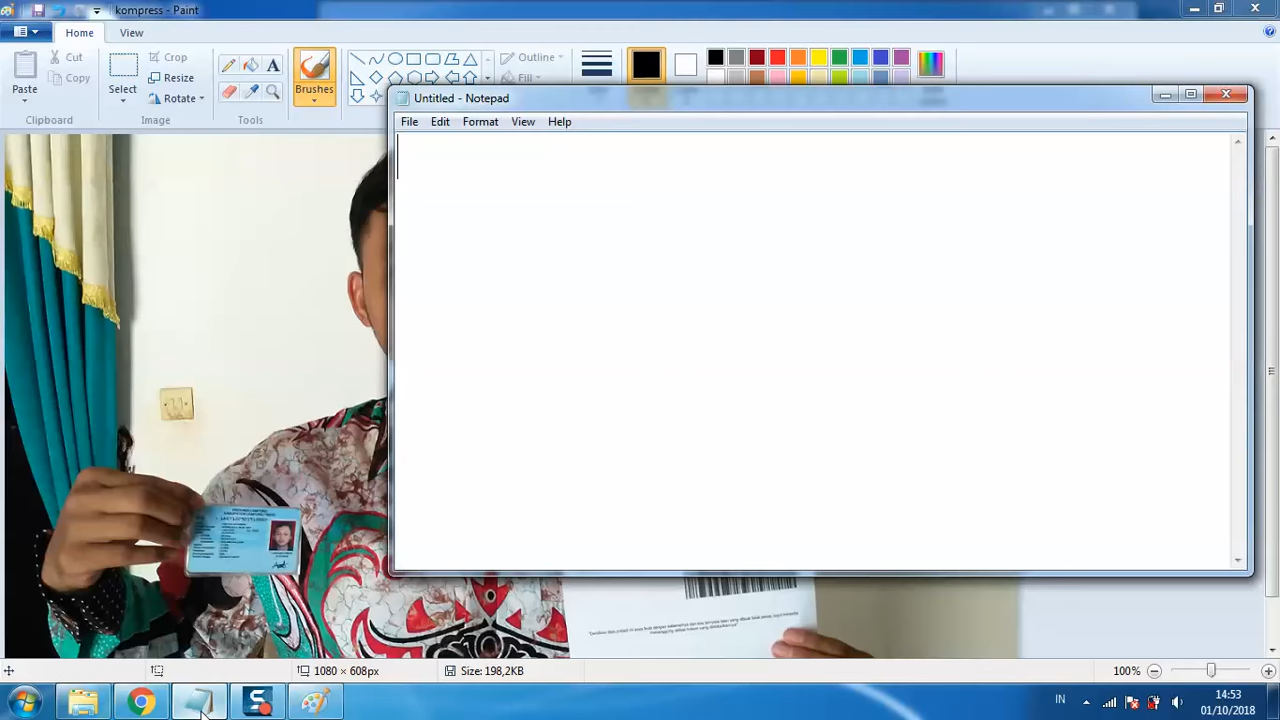 kompress - Paint
Home
View
Cut
Copy
Paste
Clipboard
Crop
Resize
Rotate
Select
Image
Tools
Brushes
Outline
Fill
Untitled - Notepad
File Edit Format View Help
1080 × 608px
Size: 198,2KB
100%
IN
14:53
01/10/2018